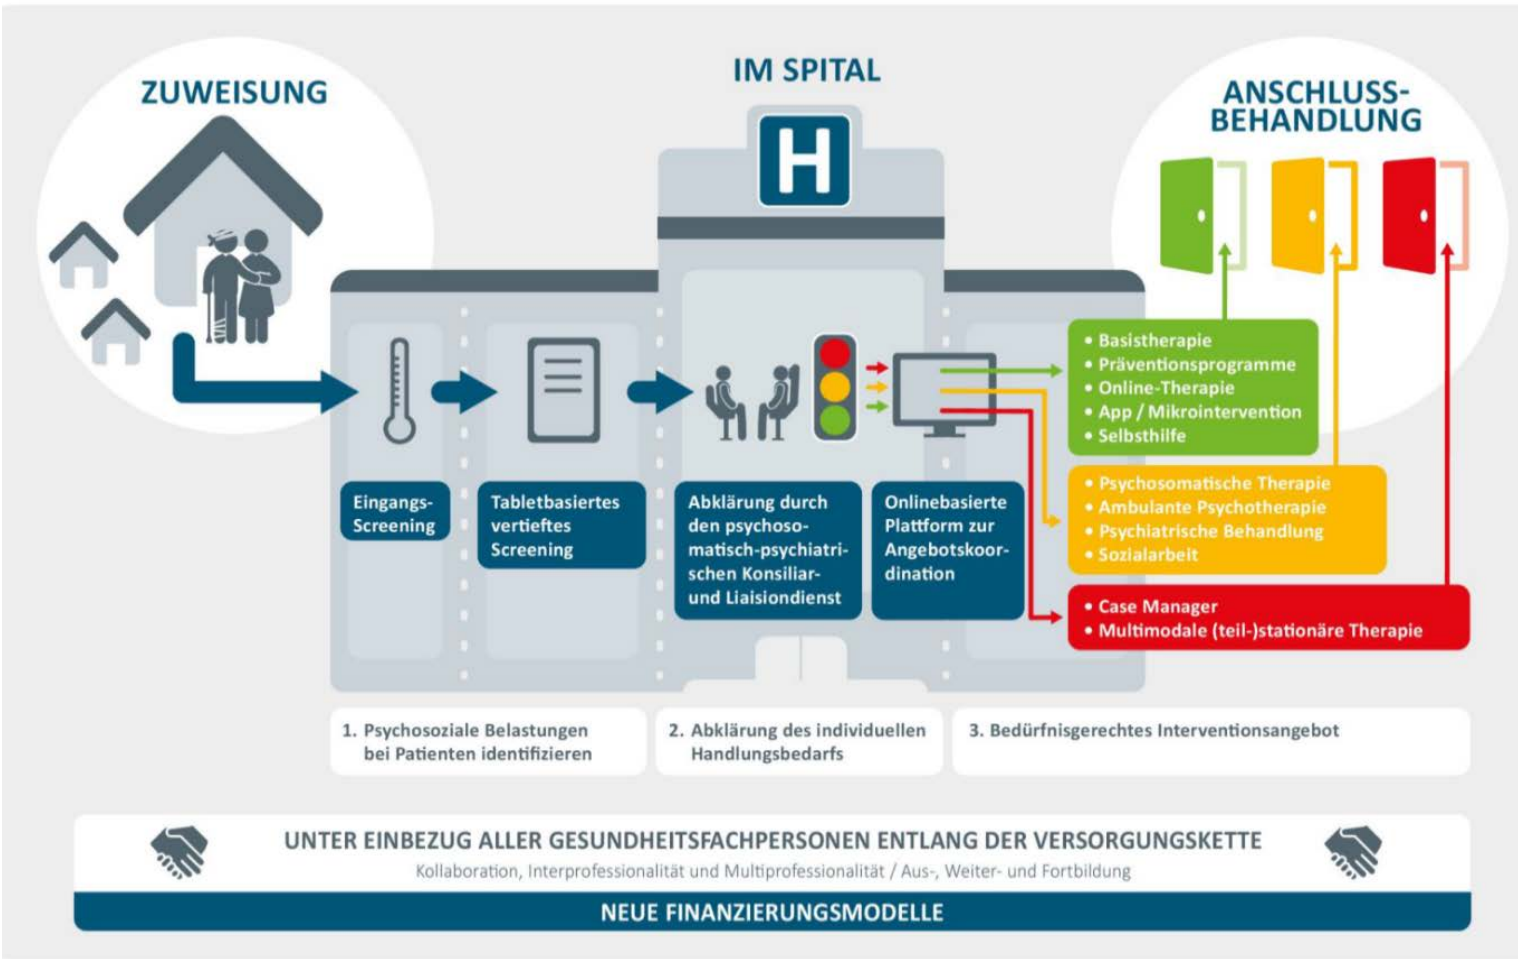 ZUWEISUNG
IM SPITAL
H
ANSCHLUSS-
BEHANDLUNG
Eingangs-
Screening
Tabletbasiertes
vertieftes
Screening
Abklärung durch
den psychoso-
matisch-psychiatri-
schen Konsiliar-
und Liaisiondienst
Onlinebasierte
Plattform zur
Angebotskoor-
dination
• Basistherapie
• Präventionsprogramme
• Online-Therapie
• App / Mikrointervention
• Selbsthilfe
• Psychosomatische Therapie
• Ambulante Psychotherapie
• Psychiatrische Behandlung
• Sozialarbeit
• Case Manager
• Multimodale (teil-)stationäre Therapie
1. Psychosoziale Belastungen
bei Patienten identifizieren
2. Abklärung des individuellen
Handlungsbedarfs
3. Bedürfnisgerechtes Interventionsangebot
UNTER EINBEZUG ALLER GESUNDHEITSFACHPERSONEN ENTLANG DER VERSORGUNGSKETTE
Kollaboration, Interprofessionalität und Multiprofessionalität / Aus-, Weiter- und Fortbildung
NEUE FINANZIERUNGSMODELLE